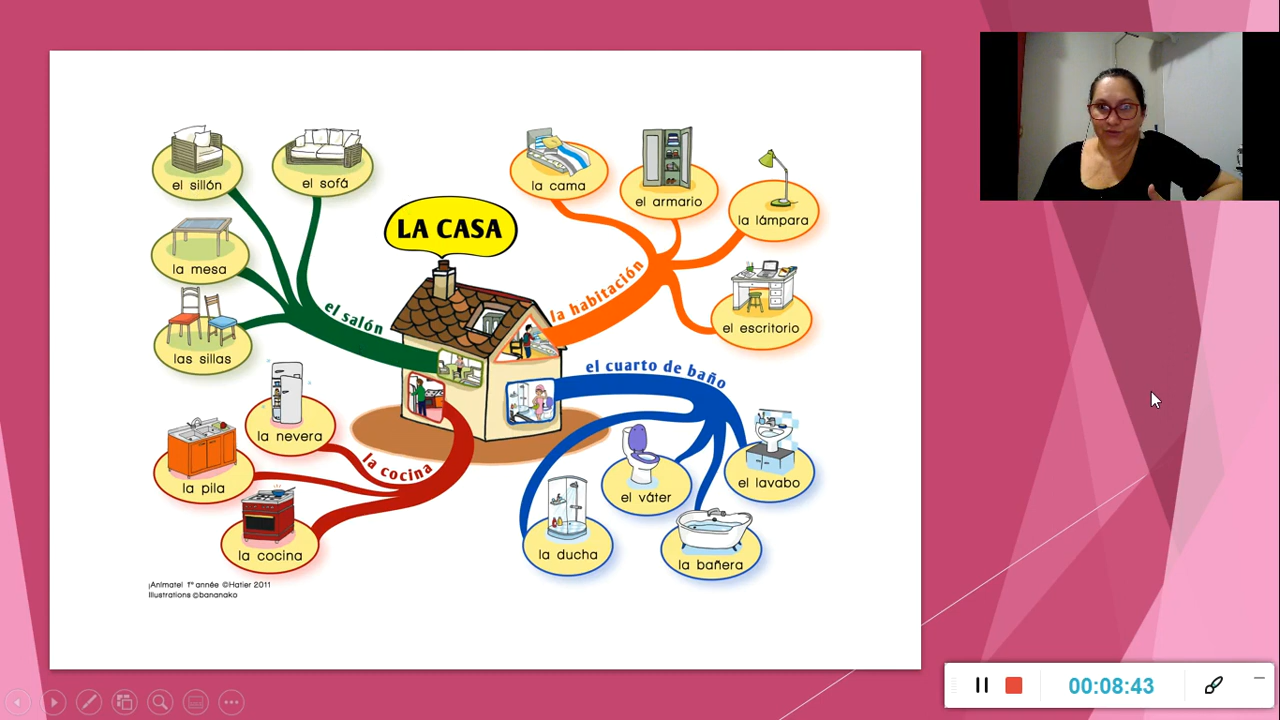 LA CASA
el salón
el sillón
el sofá
la mesa
las sillas
la habitación
la cama
el armario
la lámpara
el escritorio
la cocina
la nevera
la pila
la cocina
el cuarto de baño
el lavabo
el váter
la ducha
la bañera
¡Animate! 1re année ©Hatier 2011
Illustrations ©bananako
00:08:43